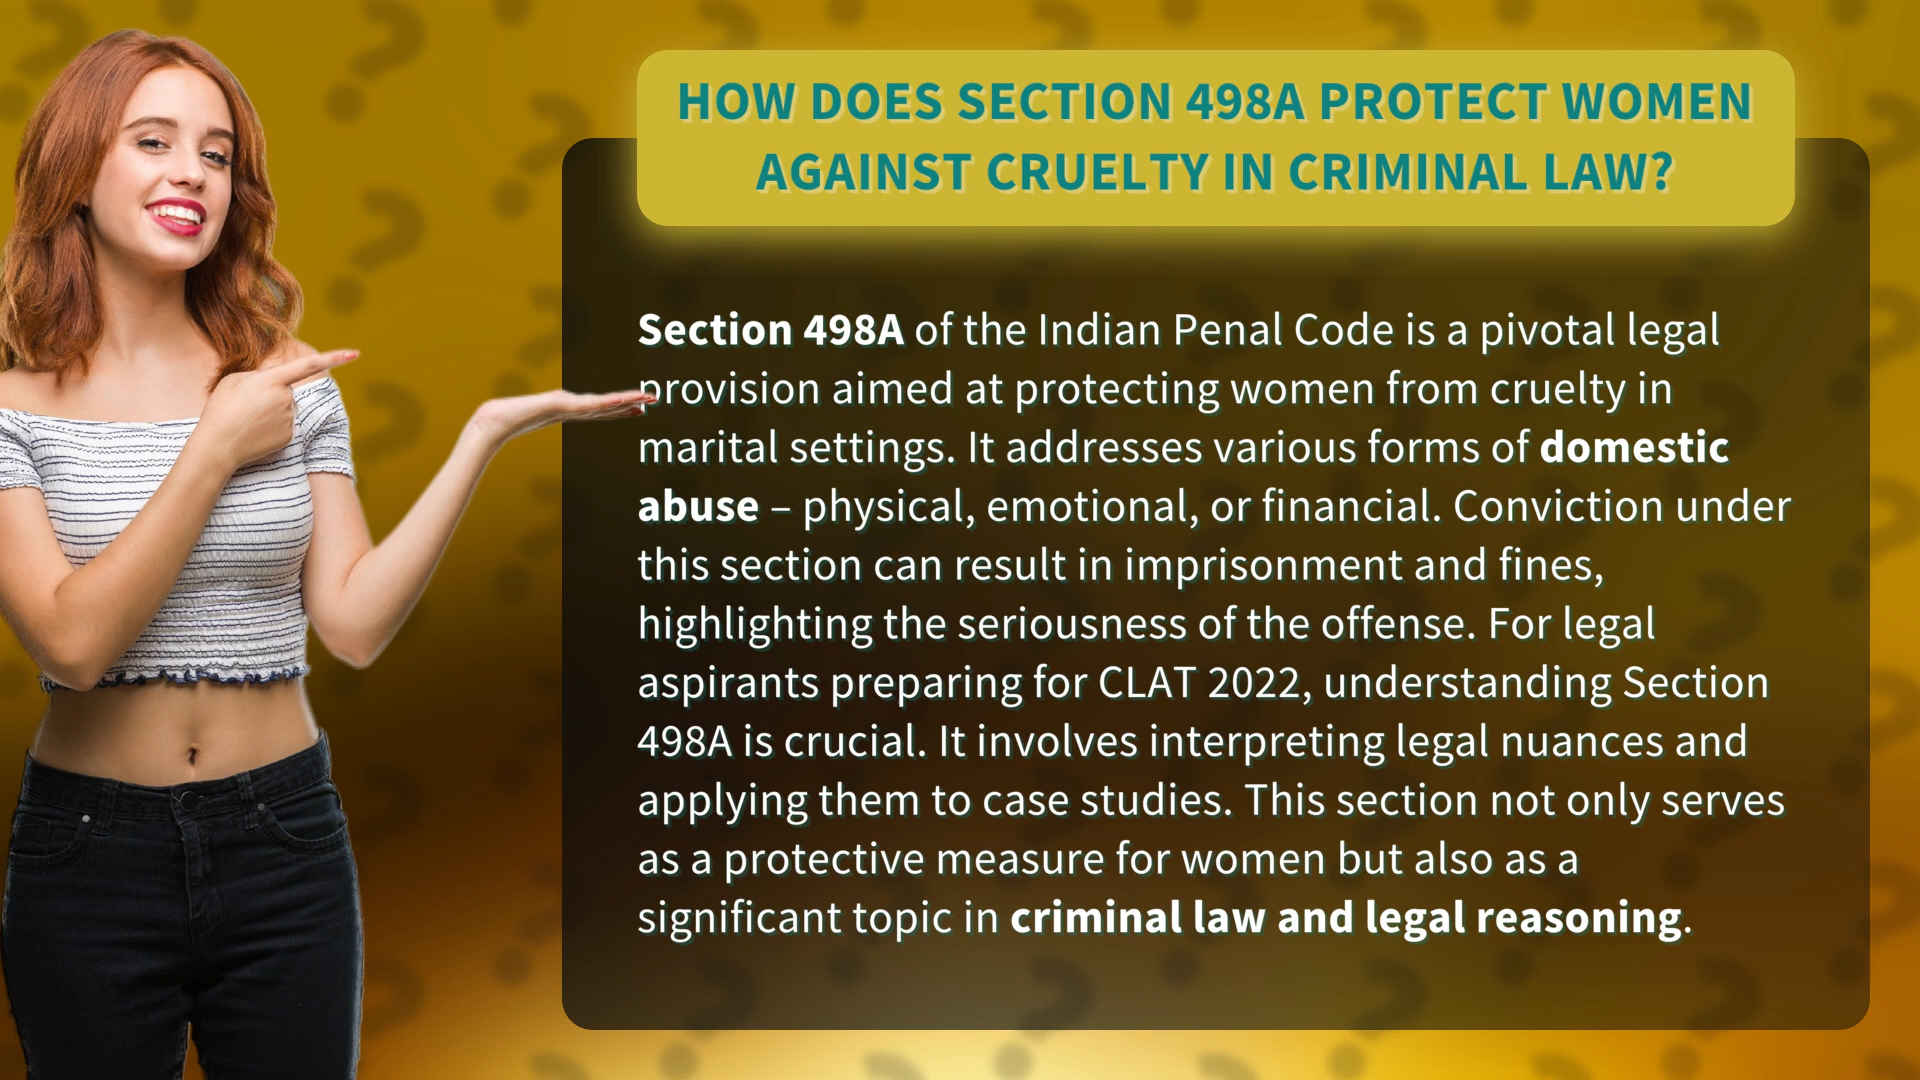 HOW DOES SECTION 498A PROTECT WOMEN
AGAINST CRUELTY IN CRIMINAL LAW?
Section 498A of the Indian Penal Code is a pivotal legal
provision aimed at protecting women from cruelty in
marital settings. It addresses various forms of domestic
abuse – physical, emotional, or financial. Conviction under
this section can result in imprisonment and fines,
highlighting the seriousness of the offense. For legal
aspirants preparing for CLAT 2022, understanding Section
498A is crucial. It involves interpreting legal nuances and
applying them to case studies. This section not only serves
as a protective measure for women but also as a
significant topic in criminal law and legal reasoning.